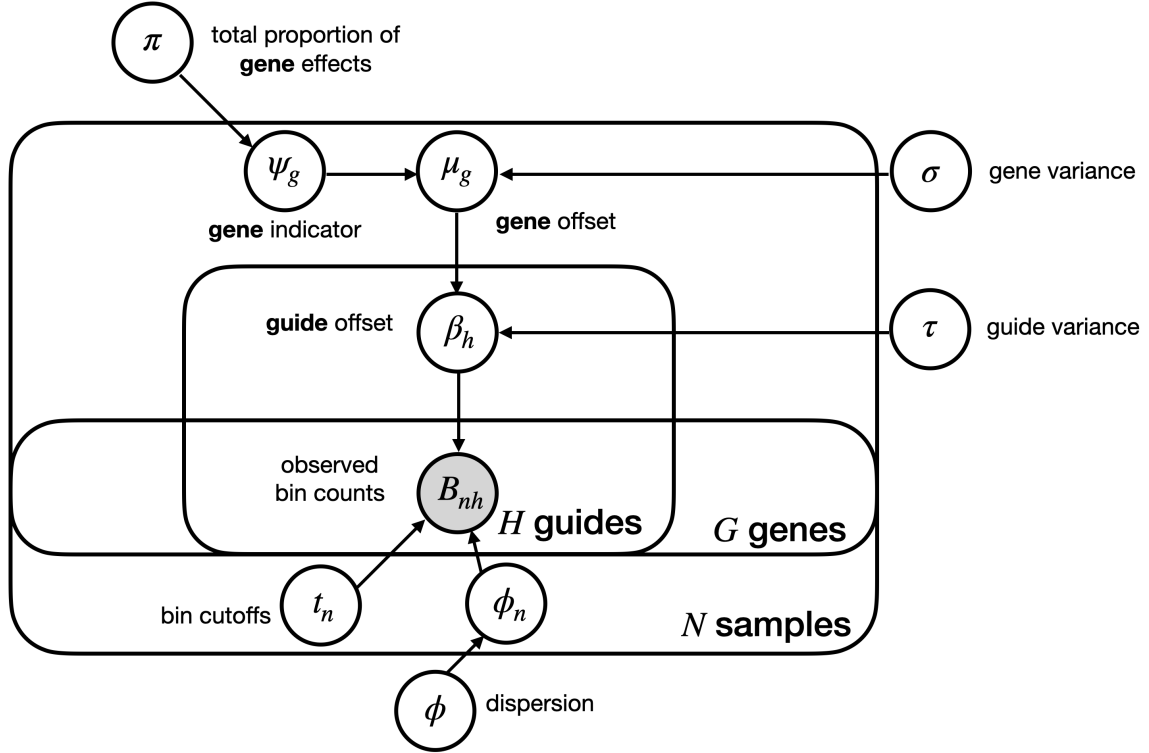 π
total proportion of
gene effects
ψg
μg
σ
gene variance
gene indicator
gene offset
guide offset
βh
τ
guide variance
observed
bin counts
Bnh
H guides
G genes
bin cutoffs
tn
ϕn
N samples
ϕ
dispersion